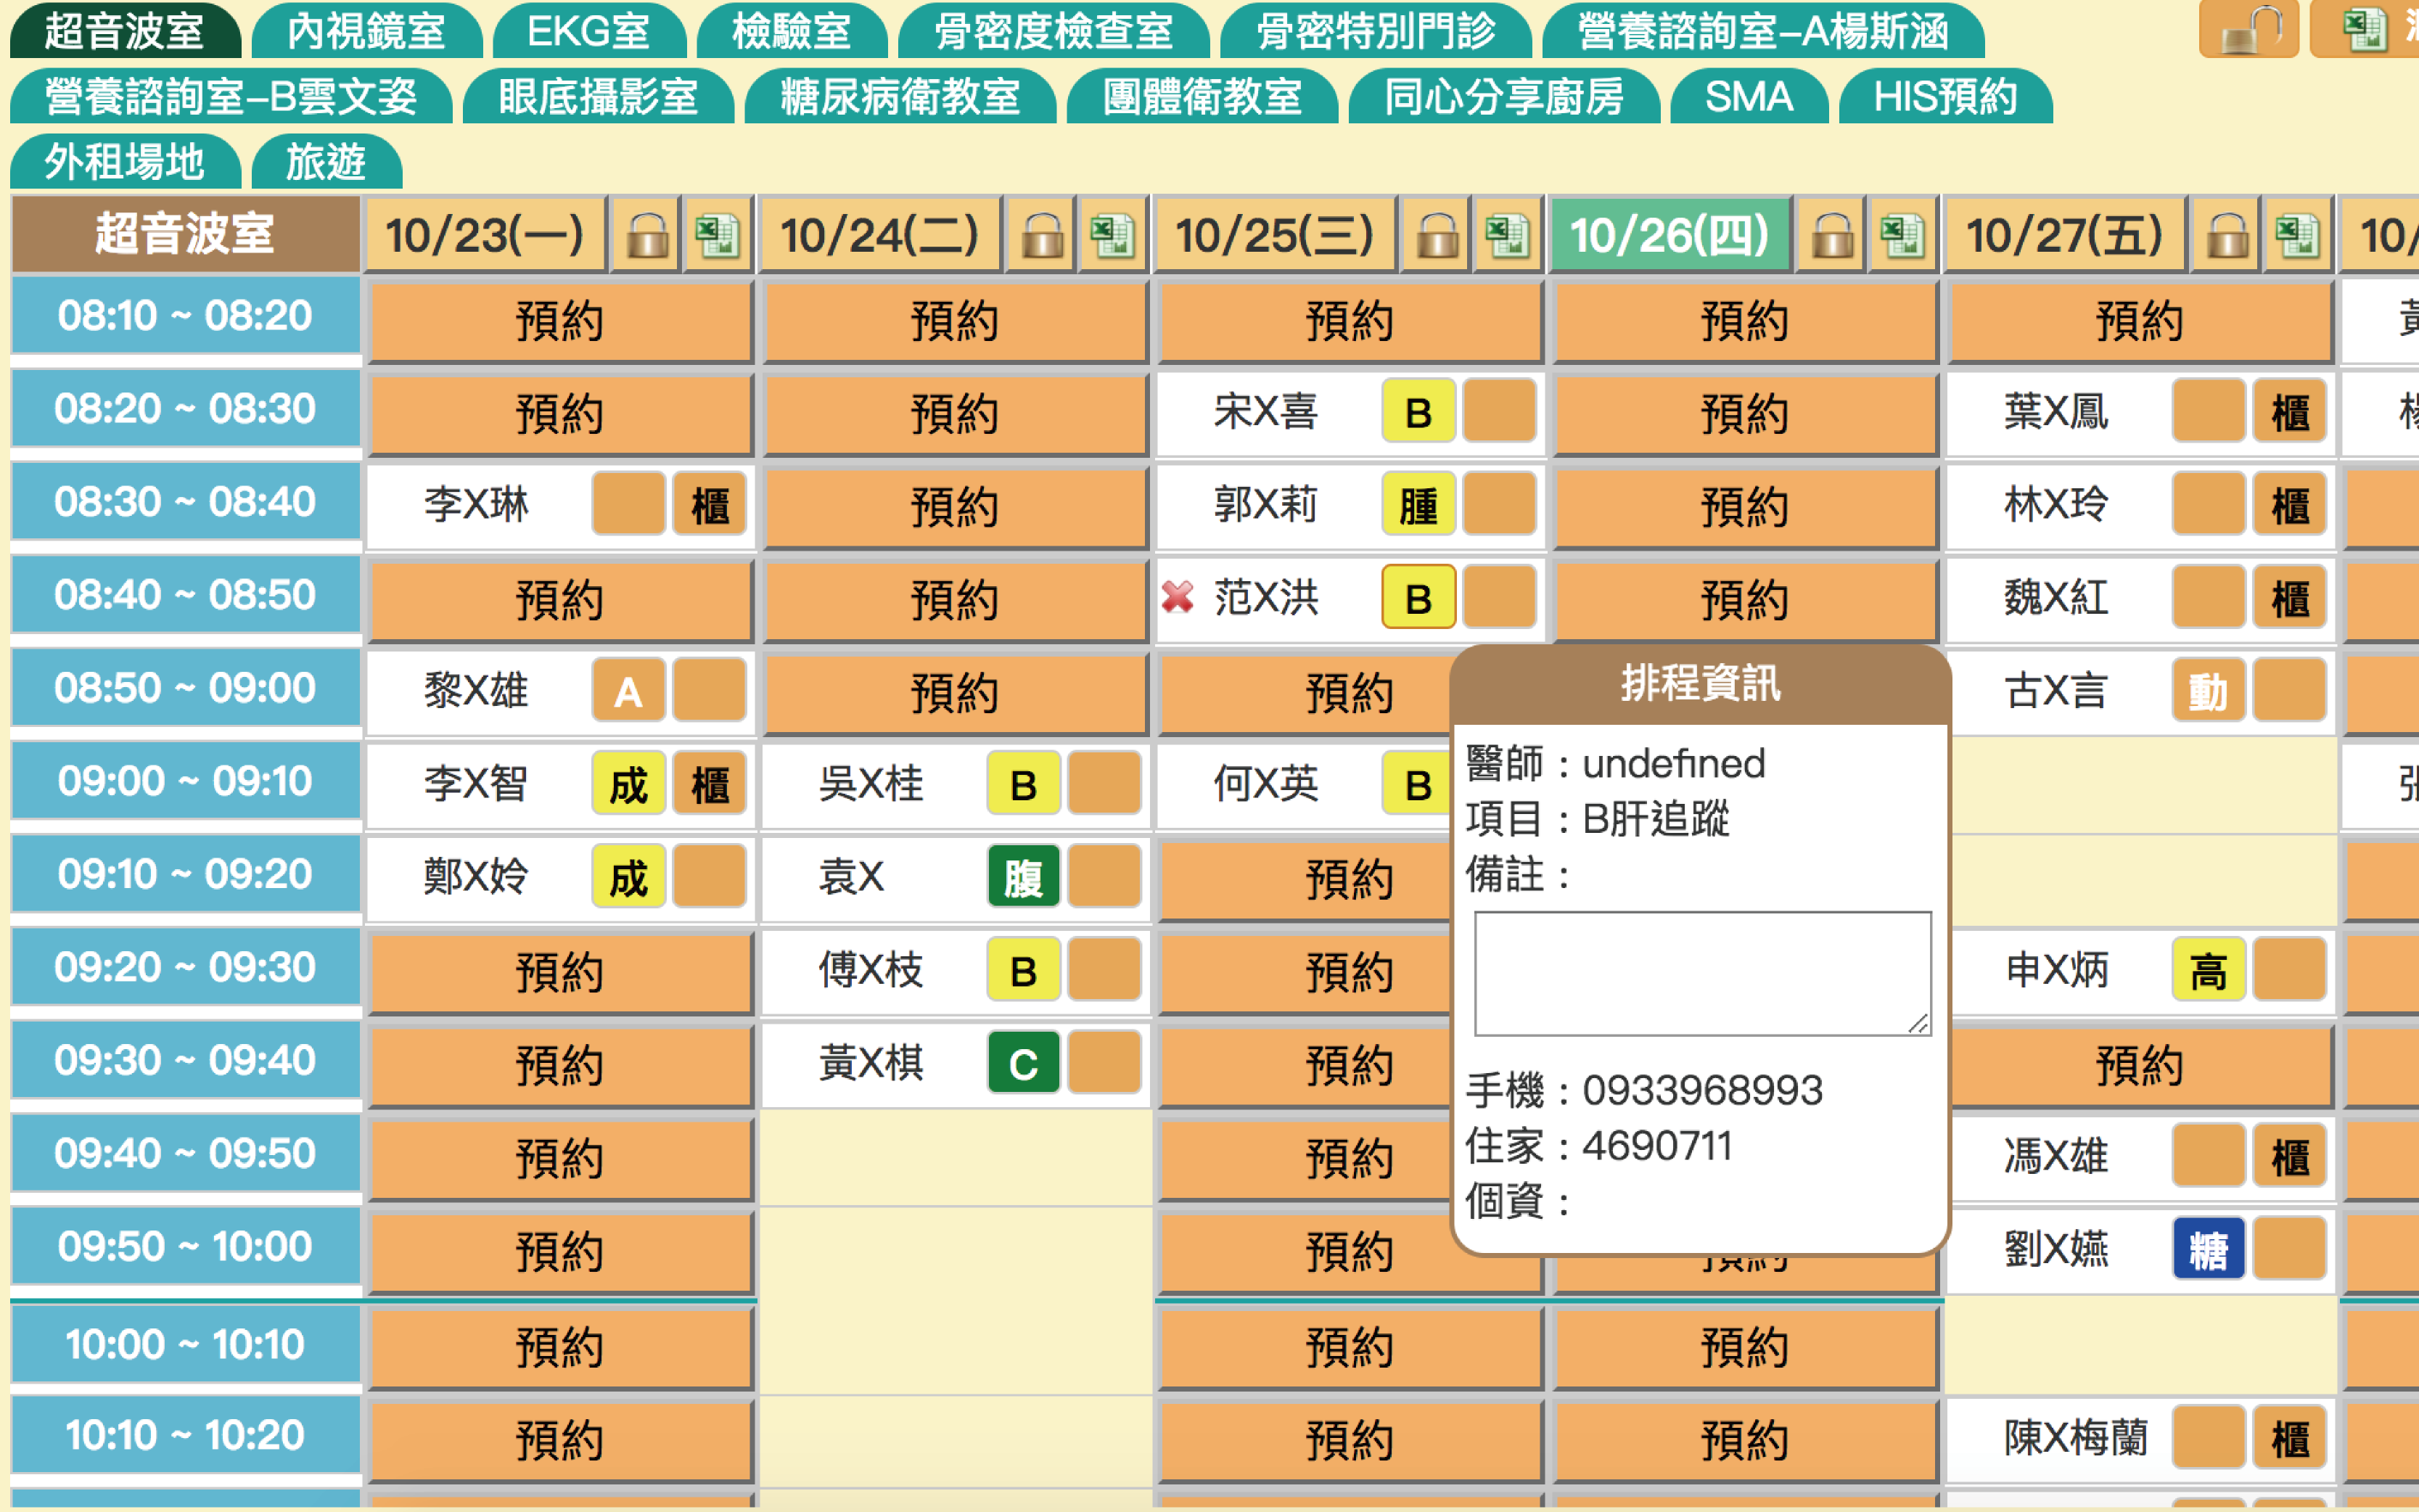 超音波室 內視鏡室 EKG室 檢驗室 骨密度檢查室 骨密特別門診 營養諮詢室–A楊斯涵
營養諮詢室–B雲文姿 眼底攝影室 糖尿病衛教室 團體衛教室 同心分享廚房 SMA HIS預約
外租場地 旅遊
超音波室 10/23(一) 10/24(二) 10/25(三) 10/26(四) 10/27(五) 10/
08:10 ~ 08:20 預約 預約 預約 預約 預約
08:20 ~ 08:30 預約 預約 宋X喜 B 預約 葉X鳳 櫃
08:30 ~ 08:40 李X琳 櫃 預約 郭X莉 腫 預約 林X玲 櫃
08:40 ~ 08:50 預約 預約 范X洪 B 預約 魏X紅 櫃
08:50 ~ 09:00 黎X雄 A 預約 預約 古X言 動
09:00 ~ 09:10 李X智 成 櫃 吳X桂 B 何X英 B
09:10 ~ 09:20 鄭X姈 成 袁X 腹 預約
09:20 ~ 09:30 預約 傅X枝 B 預約 申X炳 高
09:30 ~ 09:40 預約 黃X棋 C 預約 預約
09:40 ~ 09:50 預約 預約 馮X雄 櫃
09:50 ~ 10:00 預約 預約 預約 劉X嬿 糖
10:00 ~ 10:10 預約 預約 預約
10:10 ~ 10:20 預約 預約 預約 陳X梅蘭 櫃
排程資訊
醫師：undefined
項目：B肝追蹤
備註：
手機：0933968993
住家：4690711
個資：